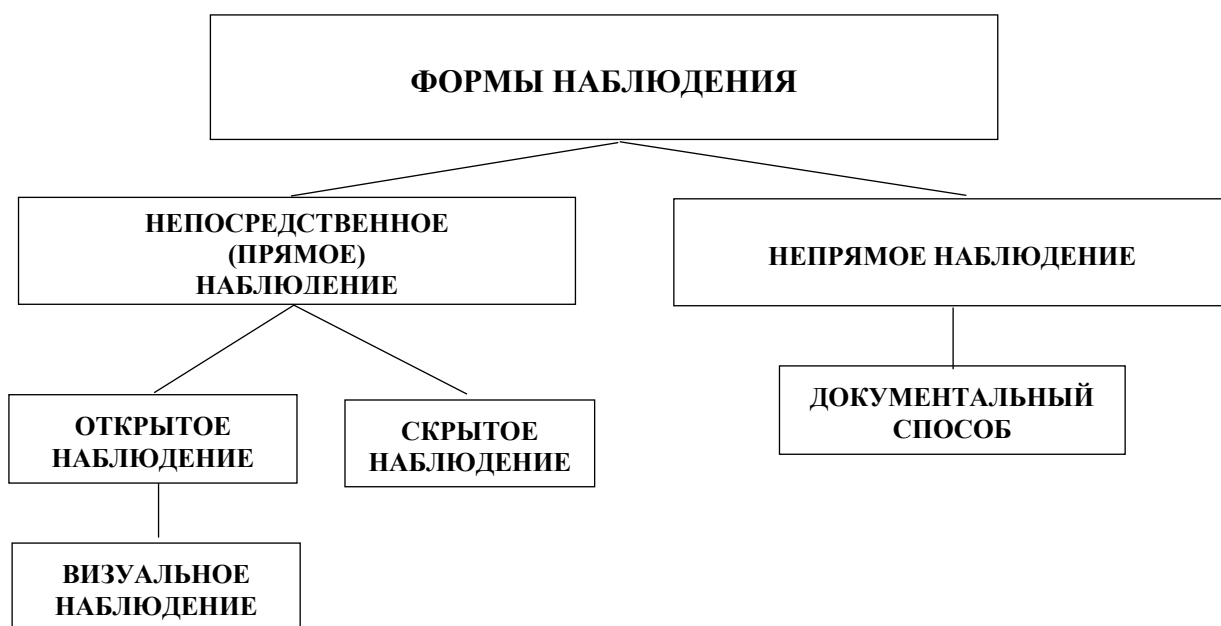 ФОРМЫ НАБЛЮДЕНИЯ
НЕПОСРЕДСТВЕННОЕ
(ПРЯМОЕ)
НАБЛЮДЕНИЕ
НЕПРЯМОЕ НАБЛЮДЕНИЕ
ОТКРЫТОЕ
НАБЛЮДЕНИЕ
СКРЫТОЕ
НАБЛЮДЕНИЕ
ДОКУМЕНТАЛЬНЫЙ
СПОСОБ
ВИЗУАЛЬНОЕ
НАБЛЮДЕНИЕ